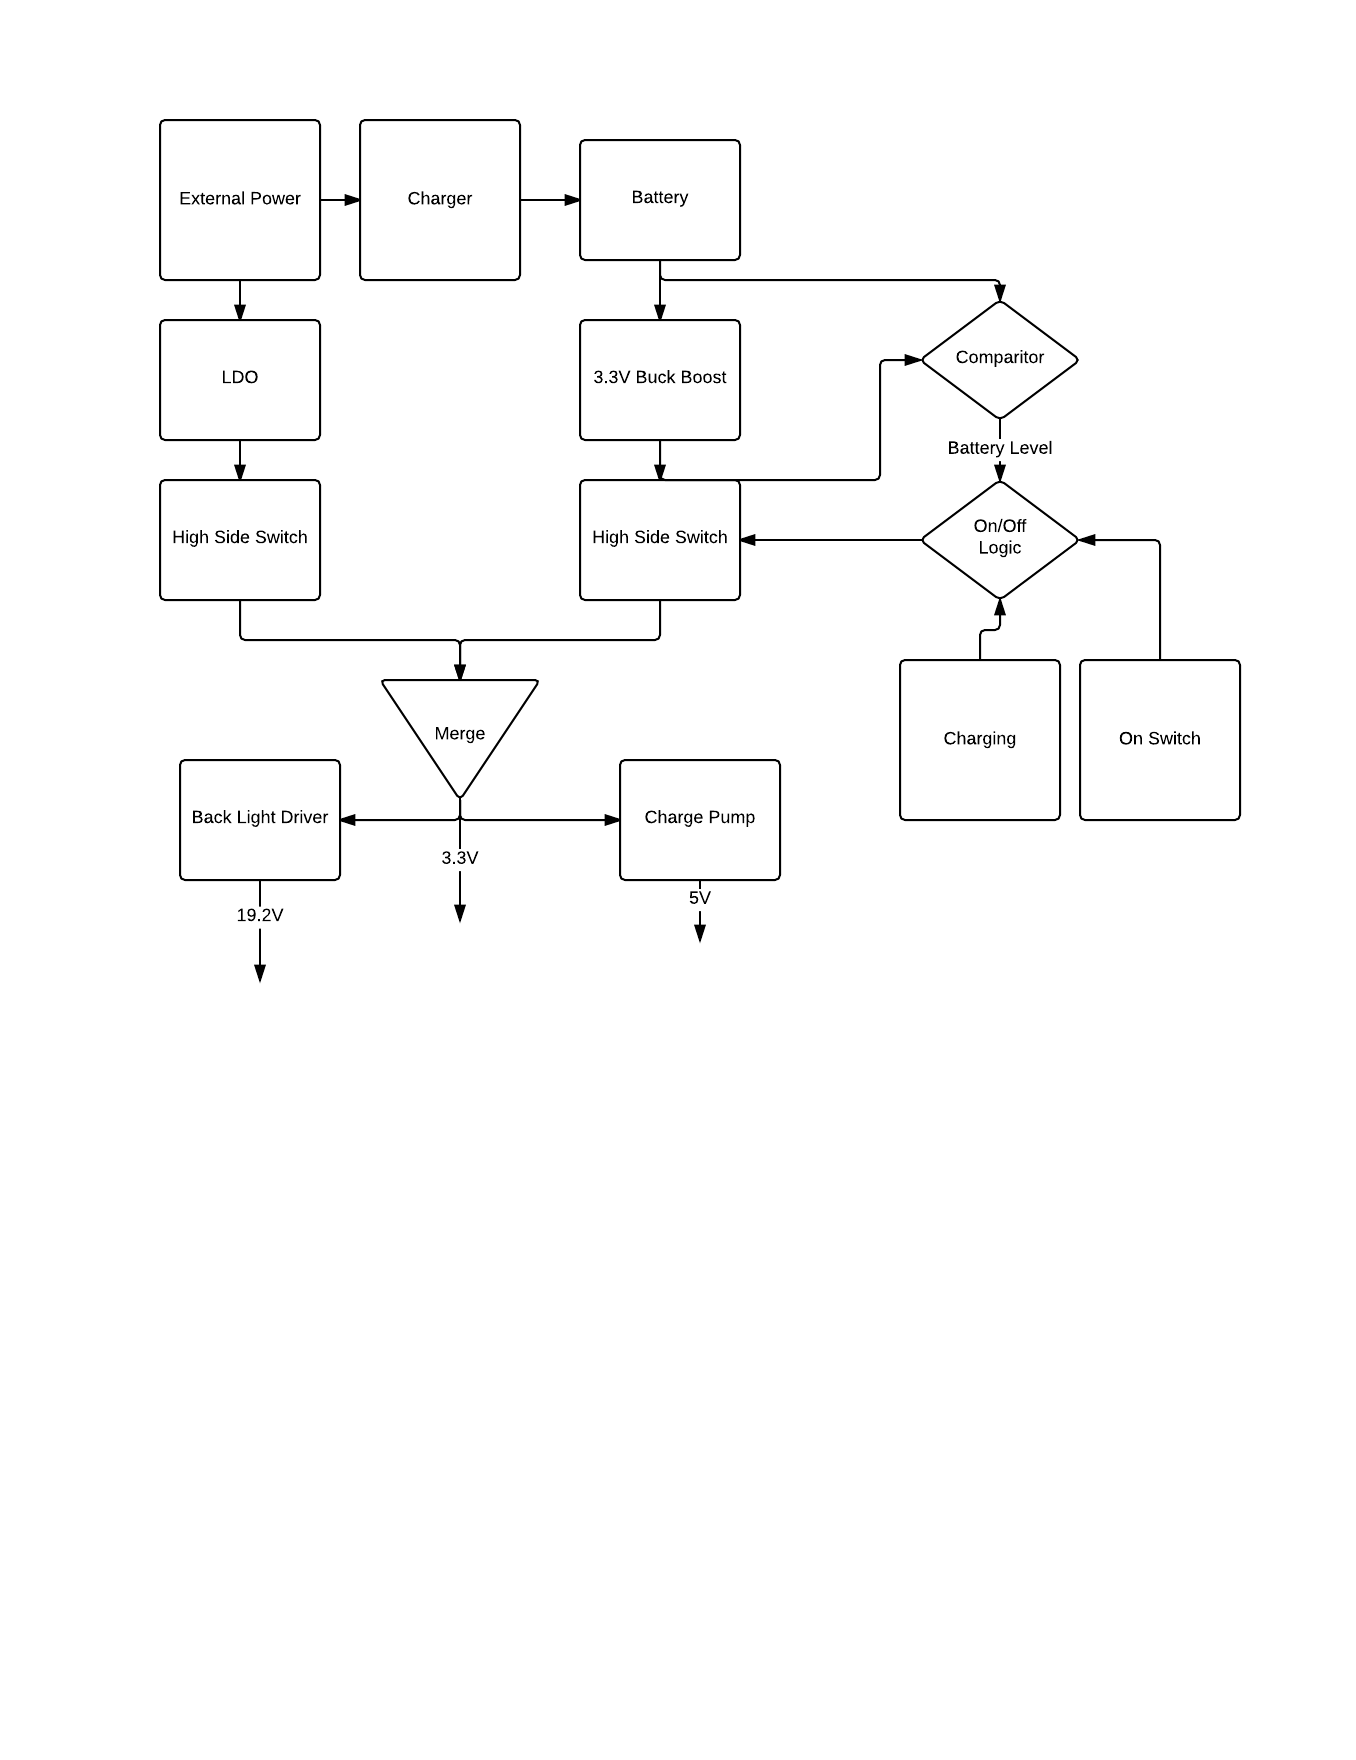 External Power
Charger
Battery
LDO
3.3V Buck Boost
Comparitor
Battery Level
High Side Switch
High Side Switch
On/Off
Logic
Merge
Charging
On Switch
Back Light Driver
Charge Pump
3.3V
5V
19.2V